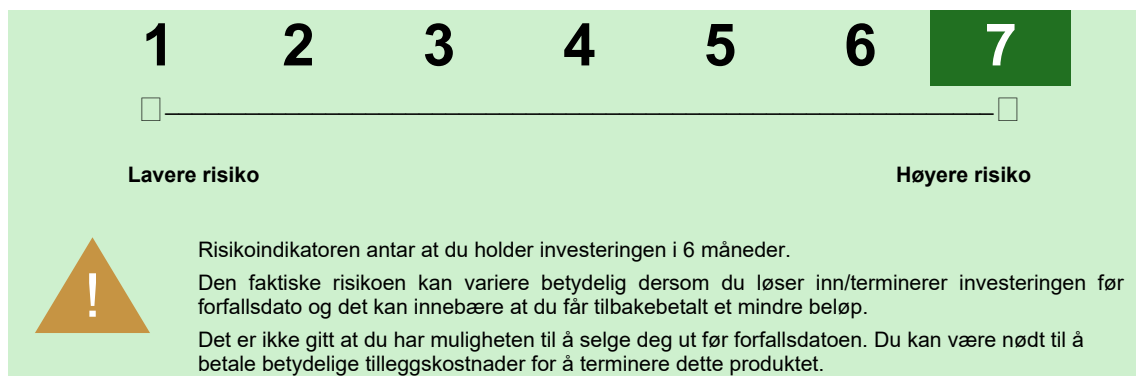 1 2 3 4 5 6 7
Lavere risiko Høyere risiko
!
Risikoindikatoren antar at du holder investeringen i 6 måneder.
Den faktiske risikoen kan variere betydelig dersom du løser inn/terminerer investeringen før
forfallsdato og det kan innebære at du får tilbakebetalt et mindre beløp.
Det er ikke gitt at du har muligheten til å selge deg ut før forfallsdatoen. Du kan være nødt til å
betale betydelige tilleggskostnader for å terminere dette produktet.